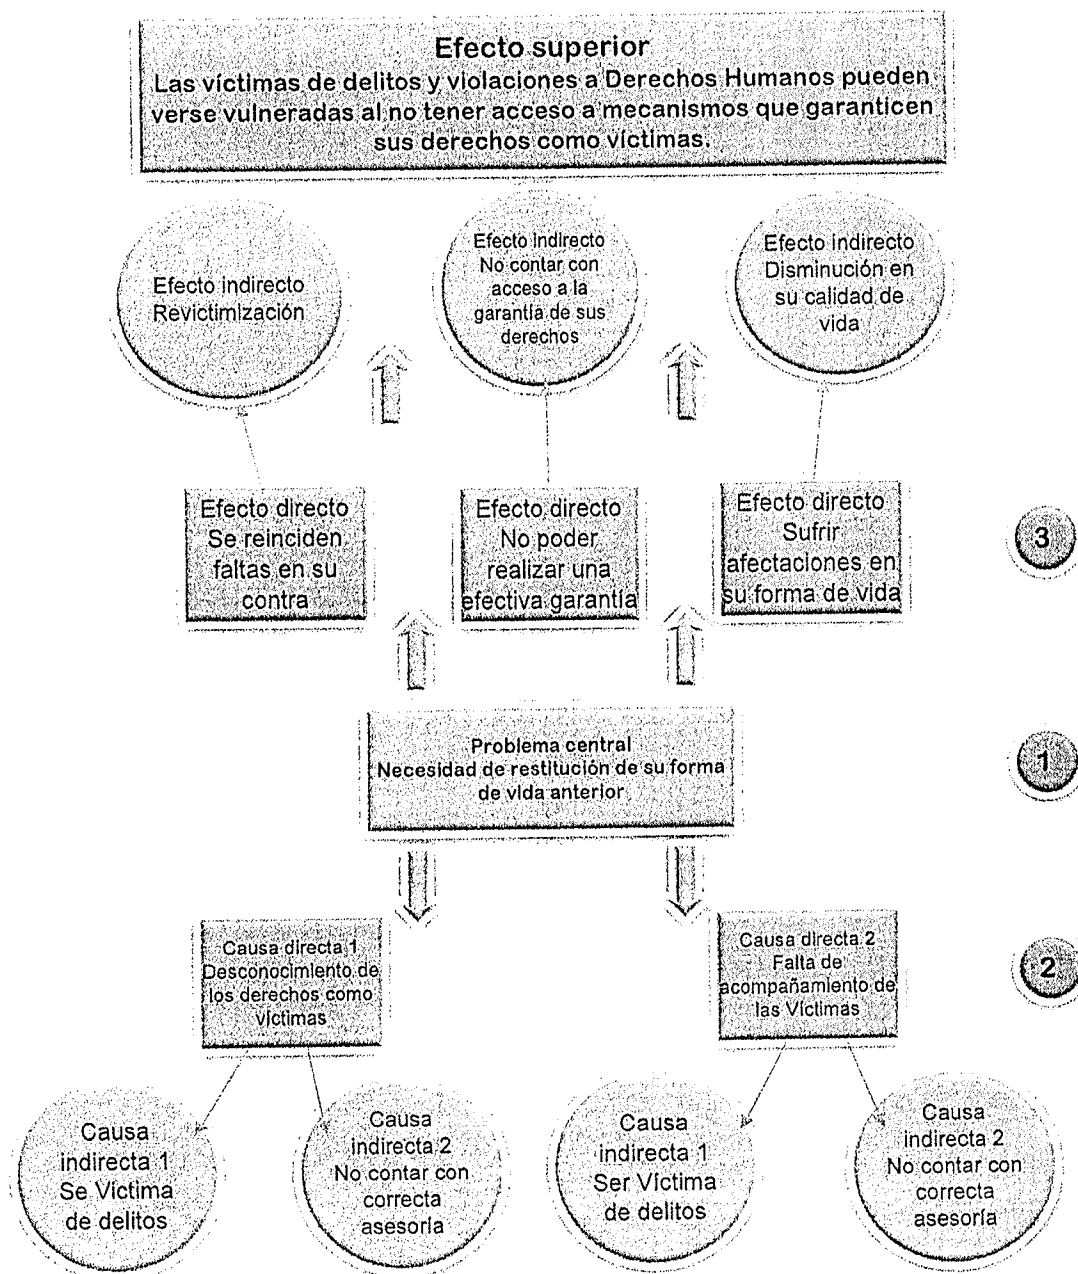 Efecto superior
Las víctimas de delitos y violaciones a Derechos Humanos pueden
verse vulneradas al no tener acceso a mecanismos que garanticen
sus derechos como víctimas.
Efecto indirecto
Revictimización
Efecto indirecto
No contar con
acceso a la
garantía de sus
derechos
Efecto indirecto
Disminución en
su calidad de
vida
Efecto directo
Se reinciden
faltas en su
contra
Efecto directo
No poder
realizar una
efectiva garantía
Efecto directo
Sufrir
afectaciones en
su forma de vida
3
Problema central
Necesidad de restitución de su forma
de vida anterior
1
Causa directa 1
Desconocimiento de
los derechos como
víctimas
Causa directa 2
Falta de
acompañamiento de
las Víctimas
2
Causa
indirecta 1
Se Víctima
de delitos
Causa
indirecta 2
No contar con
correcta
asesoría
Causa
indirecta 1
Ser Víctima
de delitos
Causa
indirecta 2
No contar con
correcta
asesoría